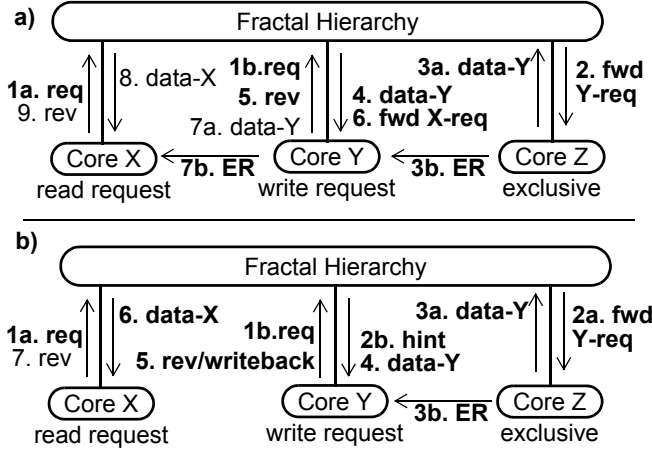 a)
Fractal Hierarchy
1a. req
9. rev
8. data-X
1b.req
5. rev
7a. data-Y
4. data-Y
6. fwd X-req
3a. data-Y
2. fwd
Y-req
Core X
7b. ER
Core Y
3b. ER
Core Z
read request
write request
exclusive
b)
Fractal Hierarchy
1a. req
7. rev
6. data-X
1b.req
5. rev/writeback
2b. hint
4. data-Y
3a. data-Y
2a. fwd
Y-req
Core X
Core Y
3b. ER
Core Z
read request
write request
exclusive